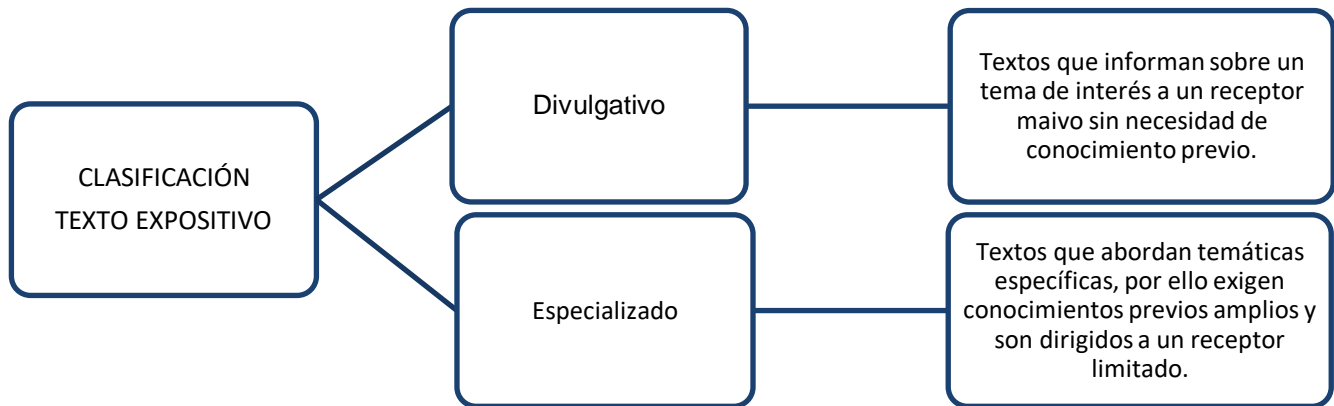 CLASIFICACIÓN
TEXTO EXPOSITIVO
Divulgativo
Textos que informan sobre un
tema de interés a un receptor
maivo sin necesidad de
conocimiento previo.
Especializado
Textos que abordan temáticas
específicas, por ello exigen
conocimientos previos amplios y
son dirigidos a un receptor
limitado.